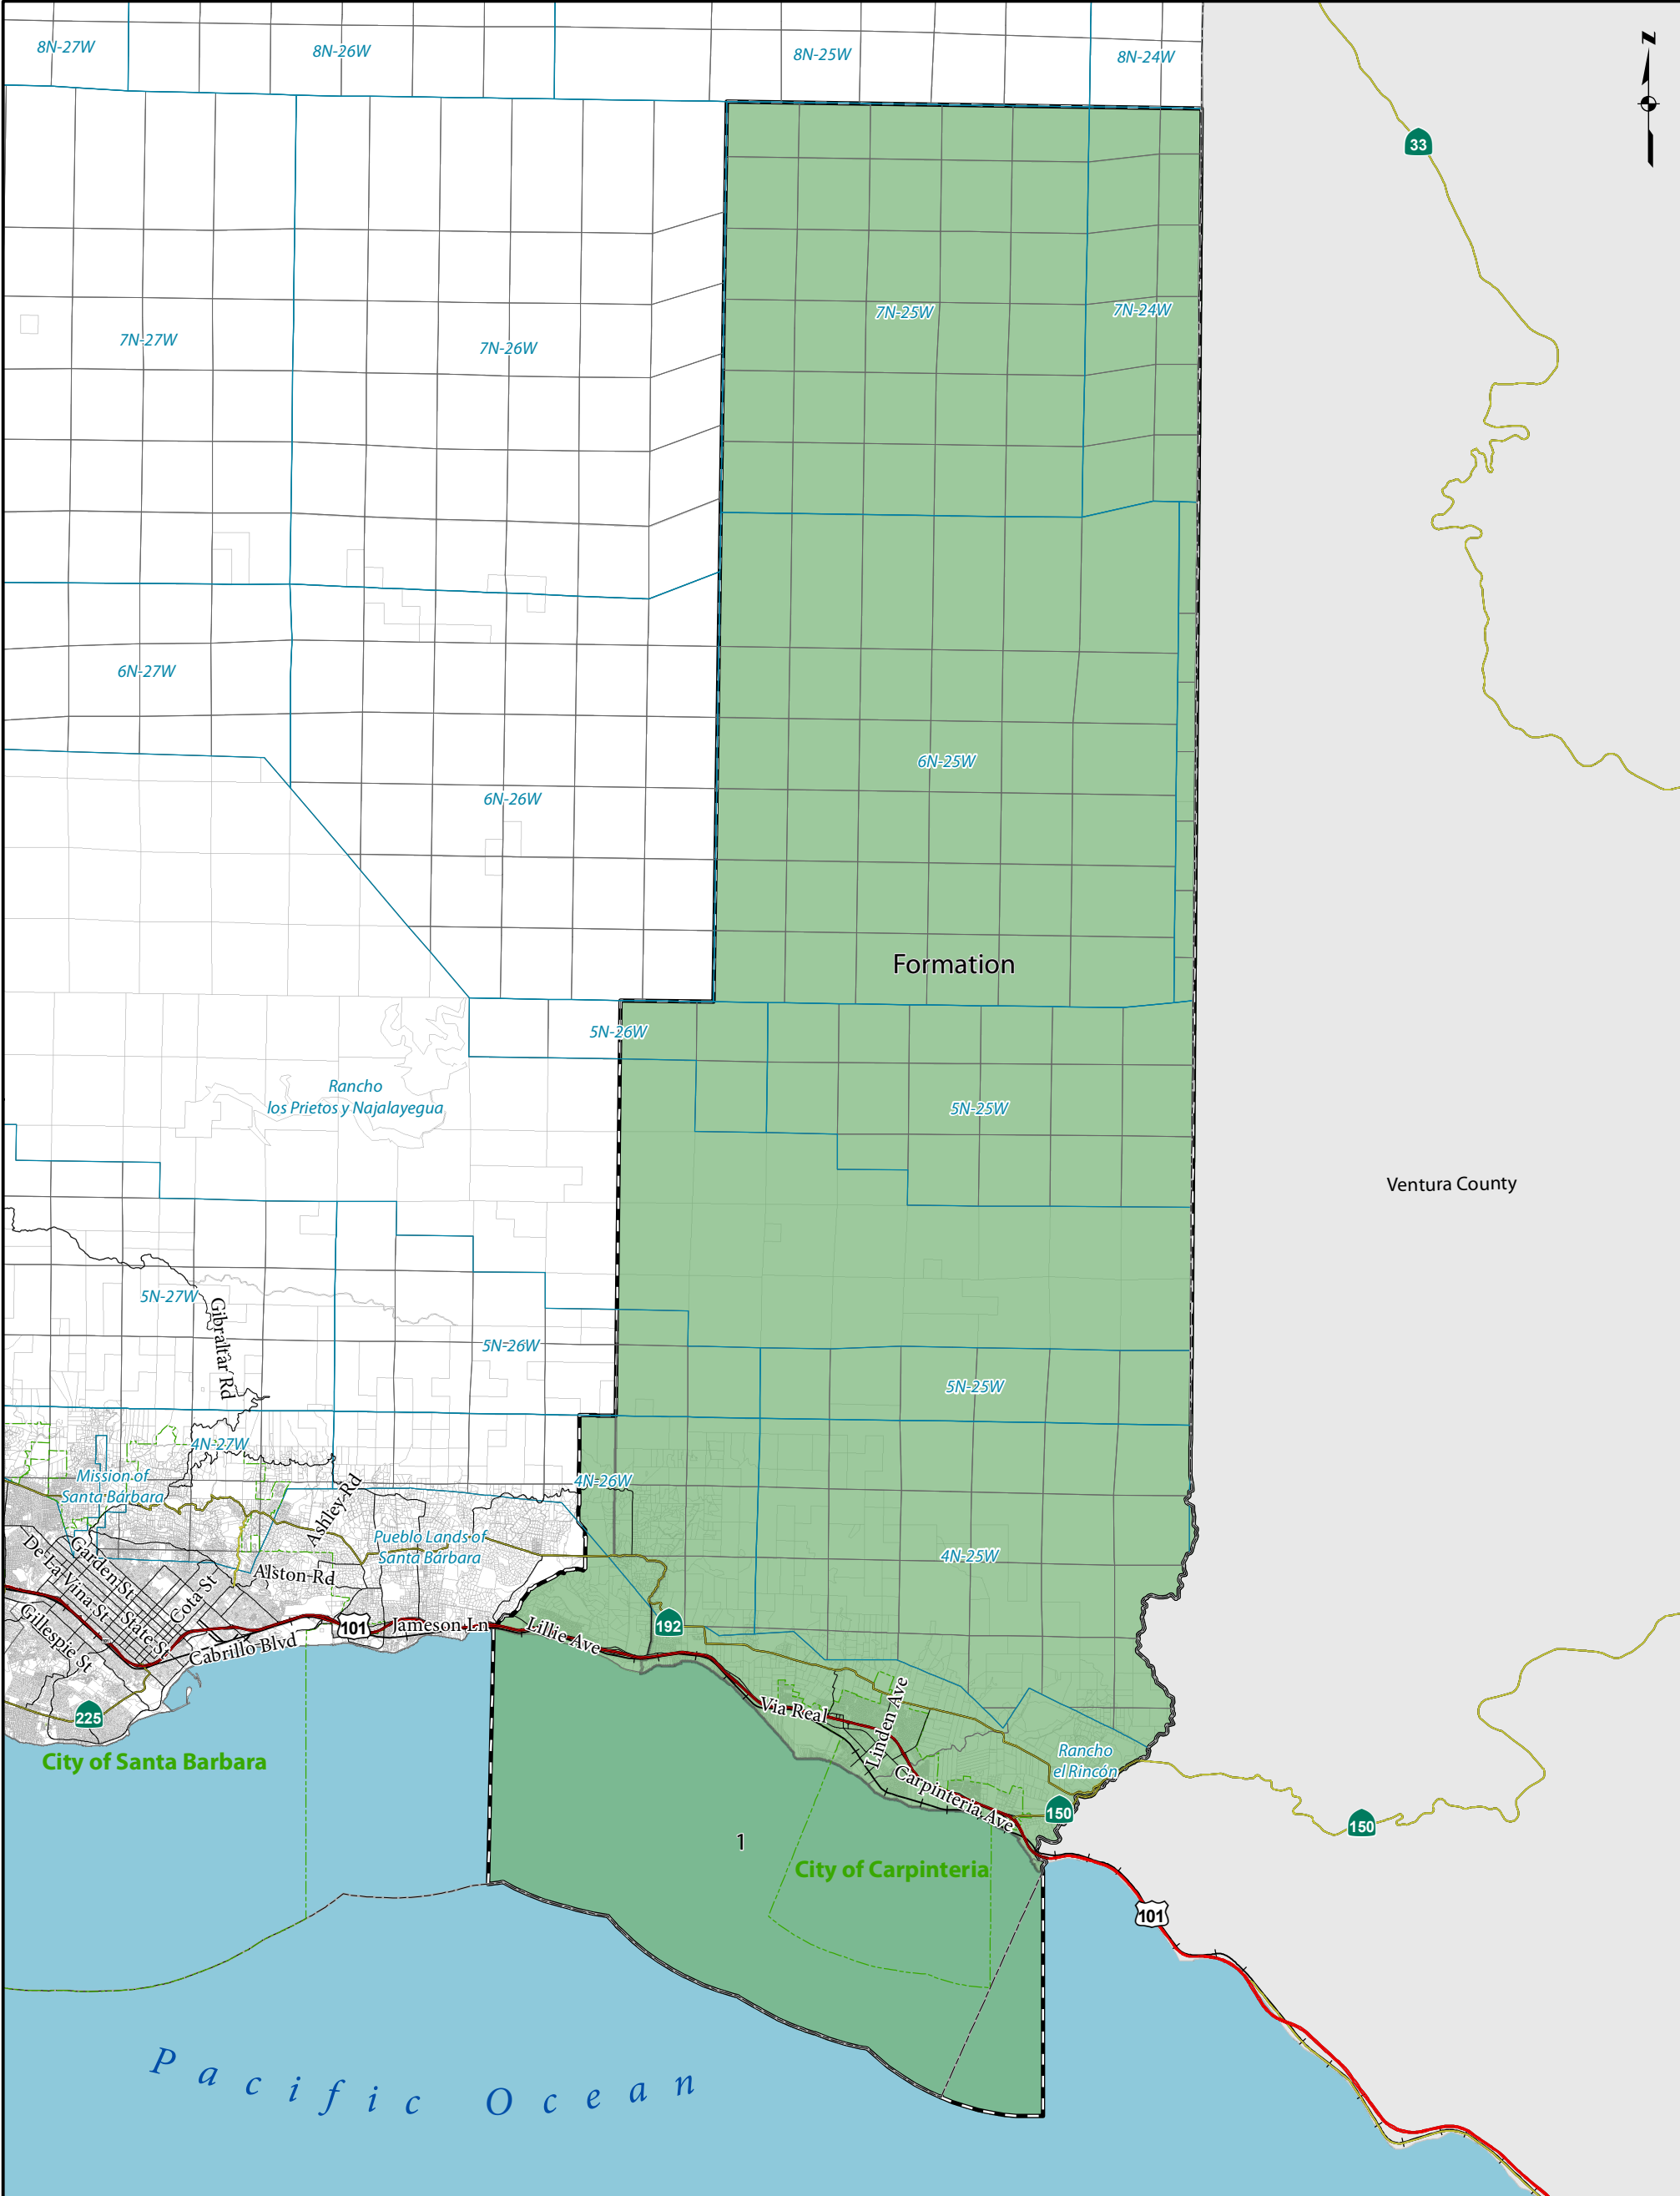 8N-27W
8N-26W
8N-25W
8N-24W
N
33
7N-27W
7N-26W
7N-25W
7N-24W
6N-27W
6N-26W
6N-25W
Formation
5N-26W
Rancho
los Prietos y Najalayegua
5N-25W
Ventura County
5N-27W
Gibraltar Rd
5N-26W
5N-25W
4N-27W
Mission of
Santa Barbara
4N-26W
Ashley Rd
Pueblo Lands of
Santa Barbara
4N-25W
Garden St
De La Vina St
State St
Cota St
Alston Rd
Gillespie St
Cabrillo Blvd
101
Jameson Ln
Lillie Ave
192
225
Via Real
Linden Ave
City of Santa Barbara
Rancho
el Rincón
Carpinteria Ave
150
150
1
City of Carpinteria
101
Pacific Ocean